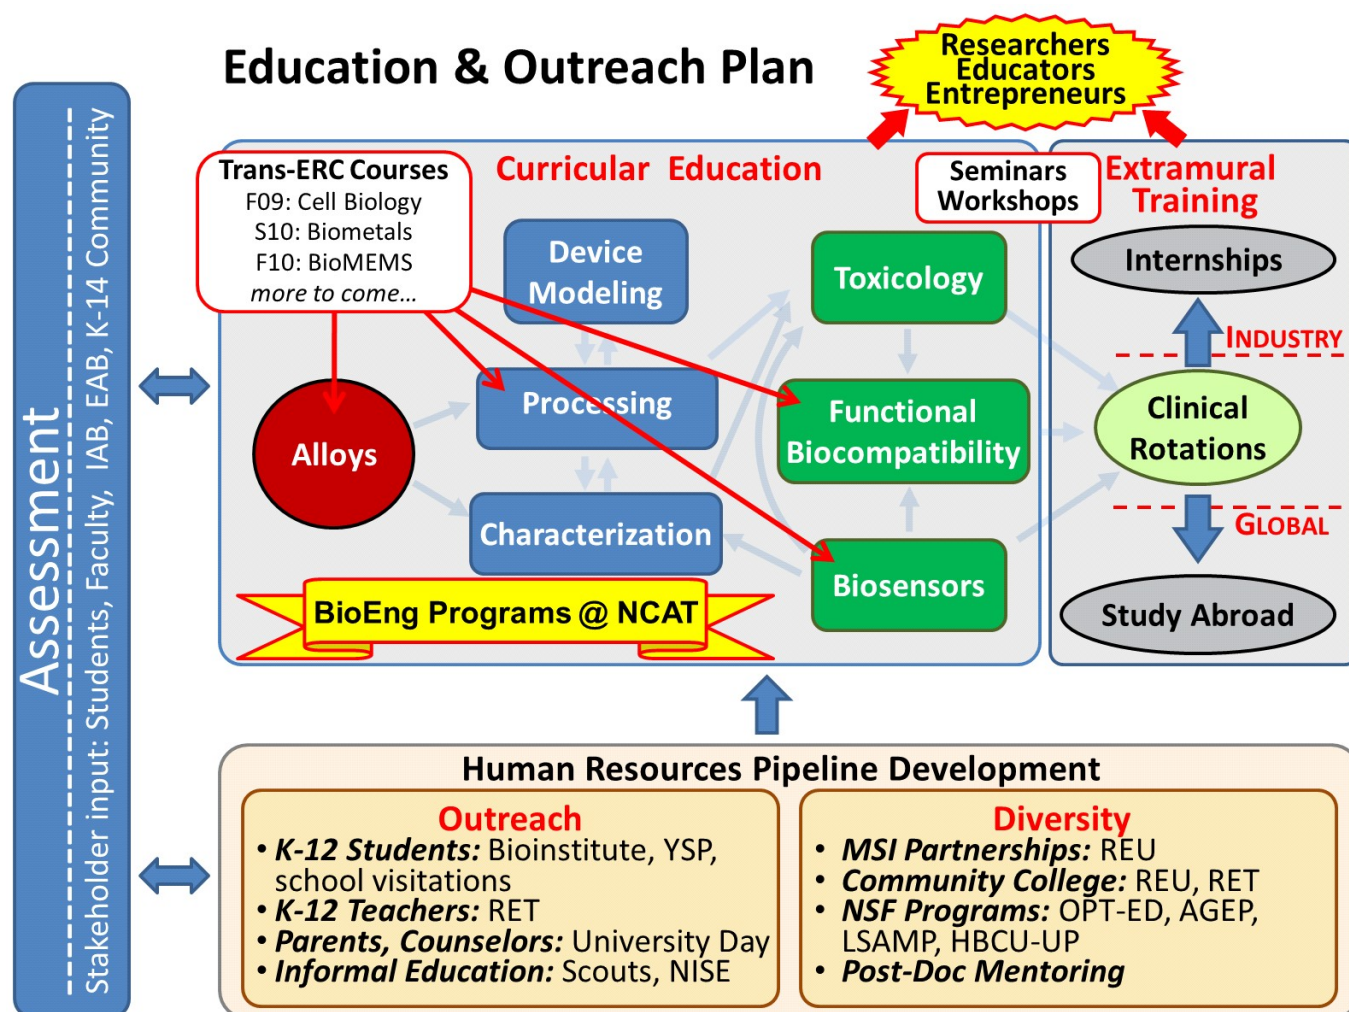 Education & Outreach Plan
Researchers
Educators
Entrepreneurs
Assessment
Stakeholder input: Students, Faculty, IAB, EAB, K-14 Community
Trans-ERC Courses
F09: Cell Biology
S10: Biometals
F10: BioMEMS
more to come...
Curricular Education
Seminars
Workshops
Extramural
Training
Device
Modeling
Toxicology
Internships
INDUSTRY
Processing
Functional
Biocompatibility
Clinical
Rotations
Alloys
Characterization
GLOBAL
Biosensors
Study Abroad
BioEng Programs @ NCAT
Human Resources Pipeline Development
Outreach
• K-12 Students: Bioinstitute, YSP,
school visitations
• K-12 Teachers: RET
• Parents, Counselors: University Day
• Informal Education: Scouts, NISE
Diversity
• MSI Partnerships: REU
• Community College: REU, RET
• NSF Programs: OPT-ED, AGEP,
LSAMP, HBCU-UP
• Post-Doc Mentoring